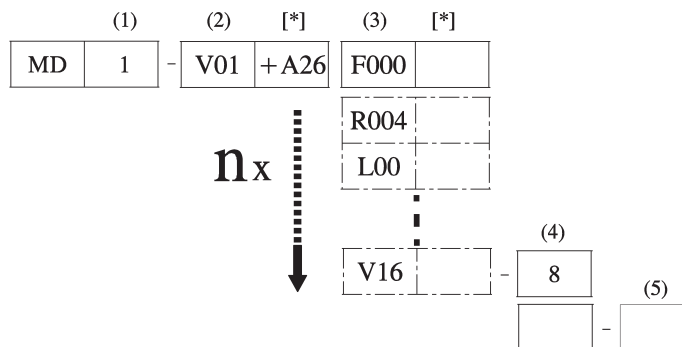 (1) (2) [*] (3) [*]
MD 1 - V01 +A26 F000
R004
nx
L00
(4)
V16 - 8
(5)
-